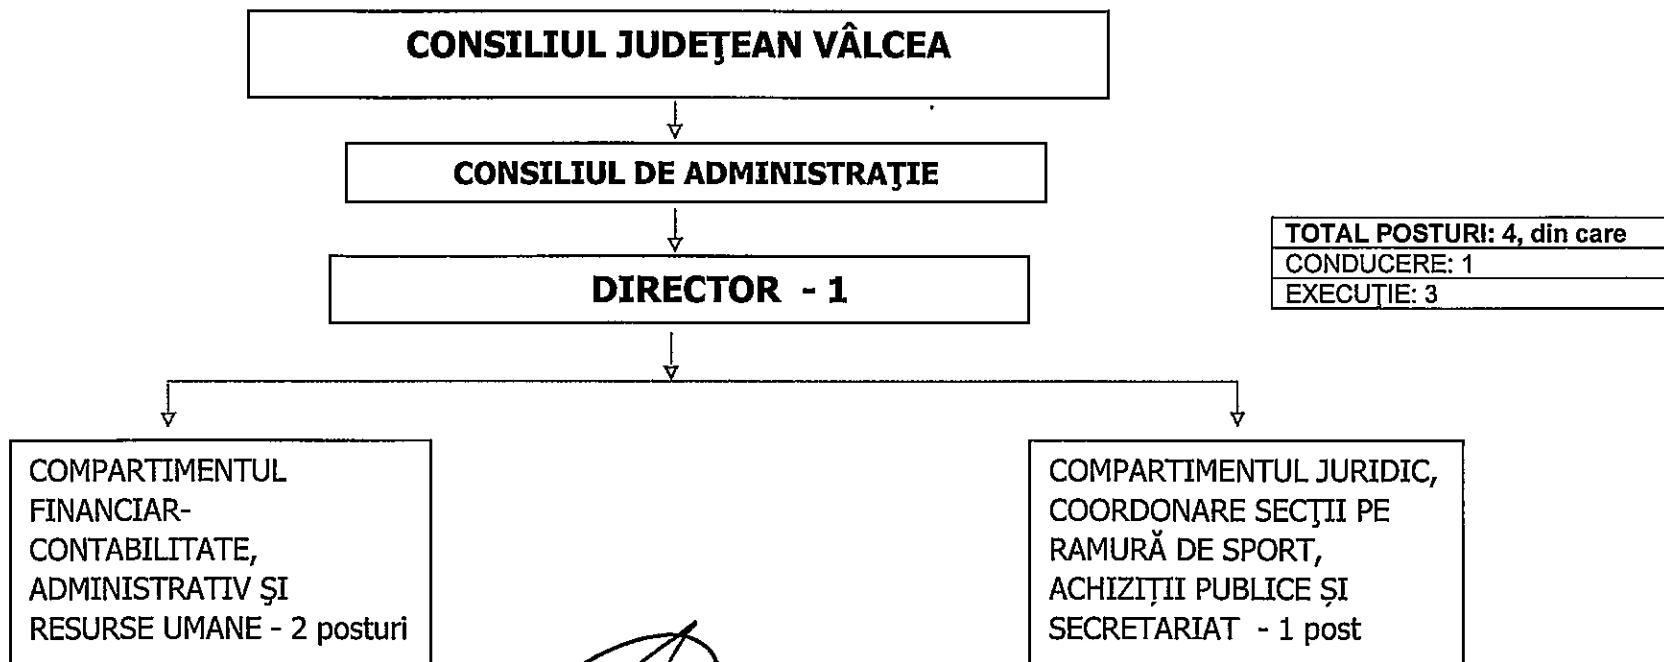 CONSILIUL JUDEŢEAN VÂLCEA
CONSILIUL DE ADMINISTRAŢIE
DIRECTOR - 1
TOTAL POSTURI: 4, din care
CONDUCERE: 1
EXECUŢIE: 3
COMPARTIMENTUL
FINANCIAR-
CONTABILITATE,
ADMINISTRATIV ŞI
RESURSE UMANE - 2 posturi
COMPARTIMENTUL JURIDIC,
COORDONARE SECŢII PE
RAMURĂ DE SPORT,
ACHIZIȚII PUBLICE ȘI
SECRETARIAT - 1 post